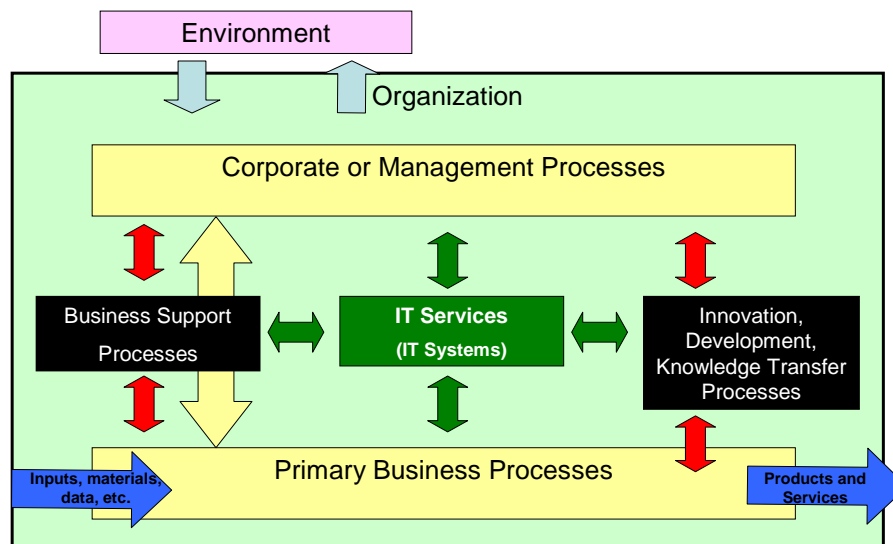 Environment
Organization
Corporate or Management Processes
Business Support
Processes
IT Services
(IT Systems)
Innovation,
Development,
Knowledge Transfer
Processes
Primary Business Processes
Inputs, materials,
data, etc.
Products and
Services